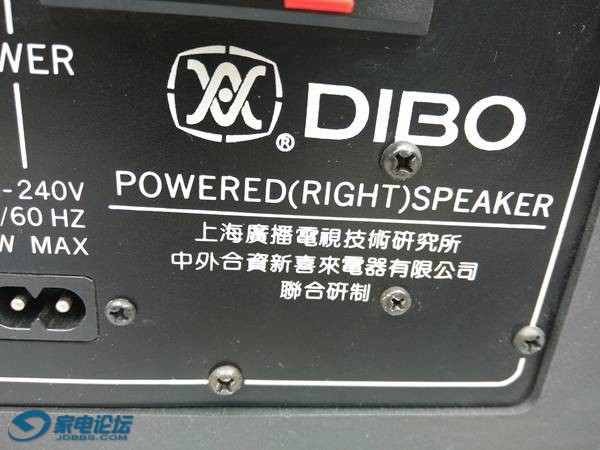 WER
® DIBO
-240V
/60 HZ
W MAX
POWERED(RIGHT)SPEAKER
上海廣播電視技術研究所
中外合資新喜來電器有限公司
聯合研制
家电论坛
JDBBS.COM